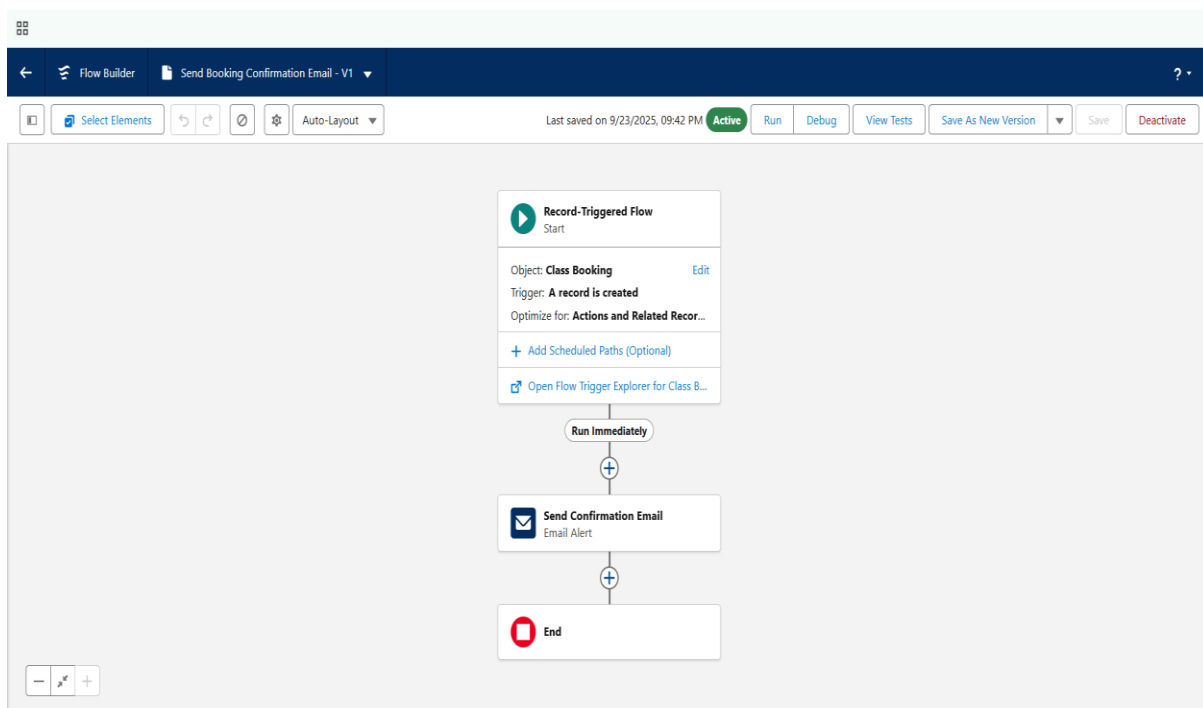 Flow Builder
Send Booking Confirmation Email - V1
?
Select Elements
Auto-Layout
Last saved on 9/23/2025, 09:42 PM
Active
Run
Debug
View Tests
Save As New Version
Save
Deactivate
Record-Triggered Flow
Start
Object: Class Booking
Edit
Trigger: A record is created
Optimize for: Actions and Related Recor...
+ Add Scheduled Paths (Optional)
Open Flow Trigger Explorer for Class B...
Run Immediately
Send Confirmation Email
Email Alert
End